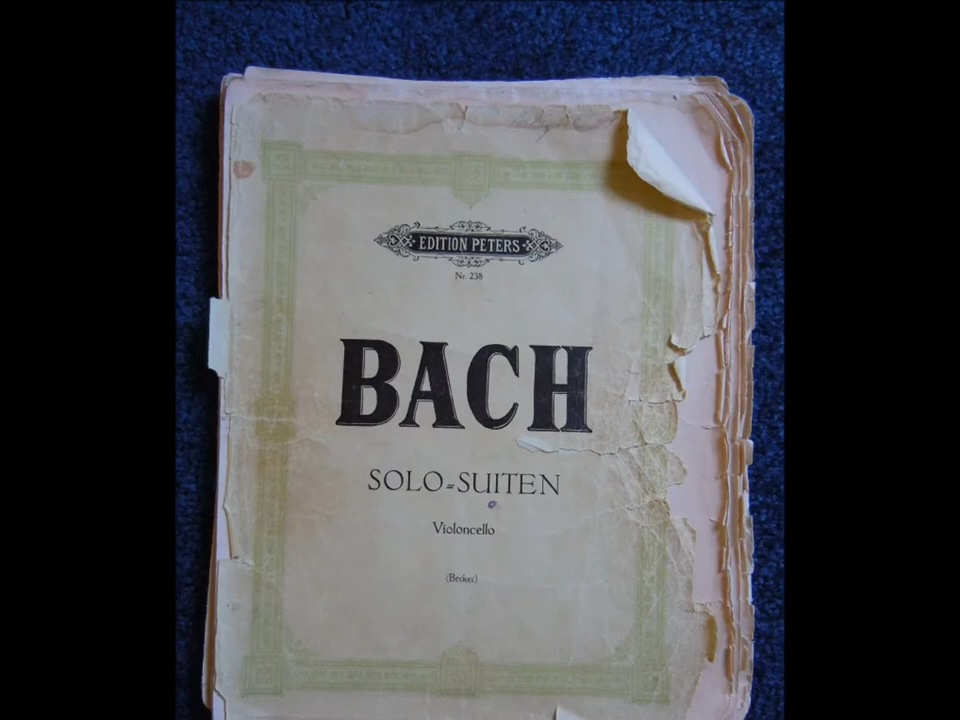 EDITION PETERS
Nr. 238
BACH
SOLO=SUITEN
Violoncello
(Becker)